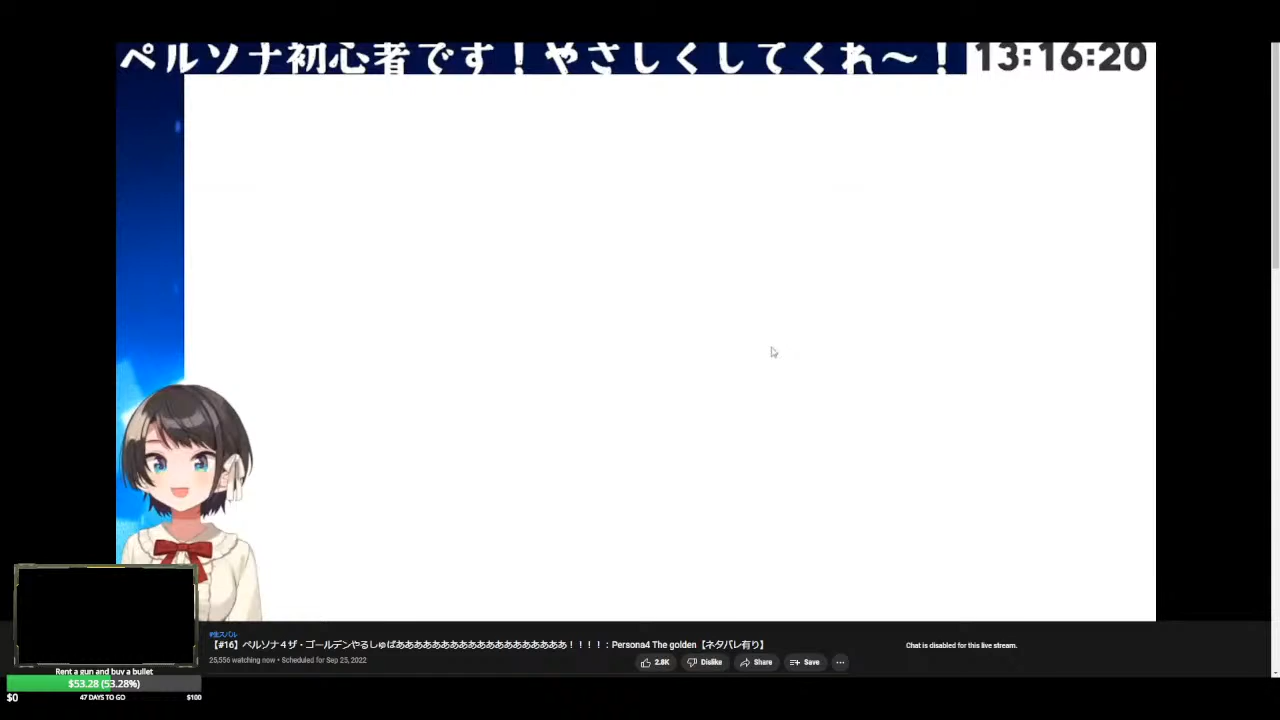 ペルソナ初心者です！やさしくしてくれ～！
13:16:20
#生スバル
【#16】ペルソナ４ザ・ゴールデンやるしゅばああああああああああああああああああああ！！！！：Persona4 The golden【ネタバレ有り】
25,556 watching now • Scheduled for Sep 25, 2022
2.8K
Dislike
Share
Save
Chat is disabled for this live stream.
Rent a gun and buy a bullet
$53.28 (53.28%)
$0
47 DAYS TO GO
$100